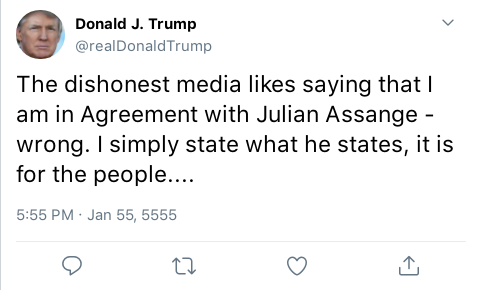 Donald J. Trump
@realDonaldTrump
The dishonest media likes saying that I
am in Agreement with Julian Assange -
wrong. I simply state what he states, it is
for the people....
5:55 PM · Jan 55, 5555